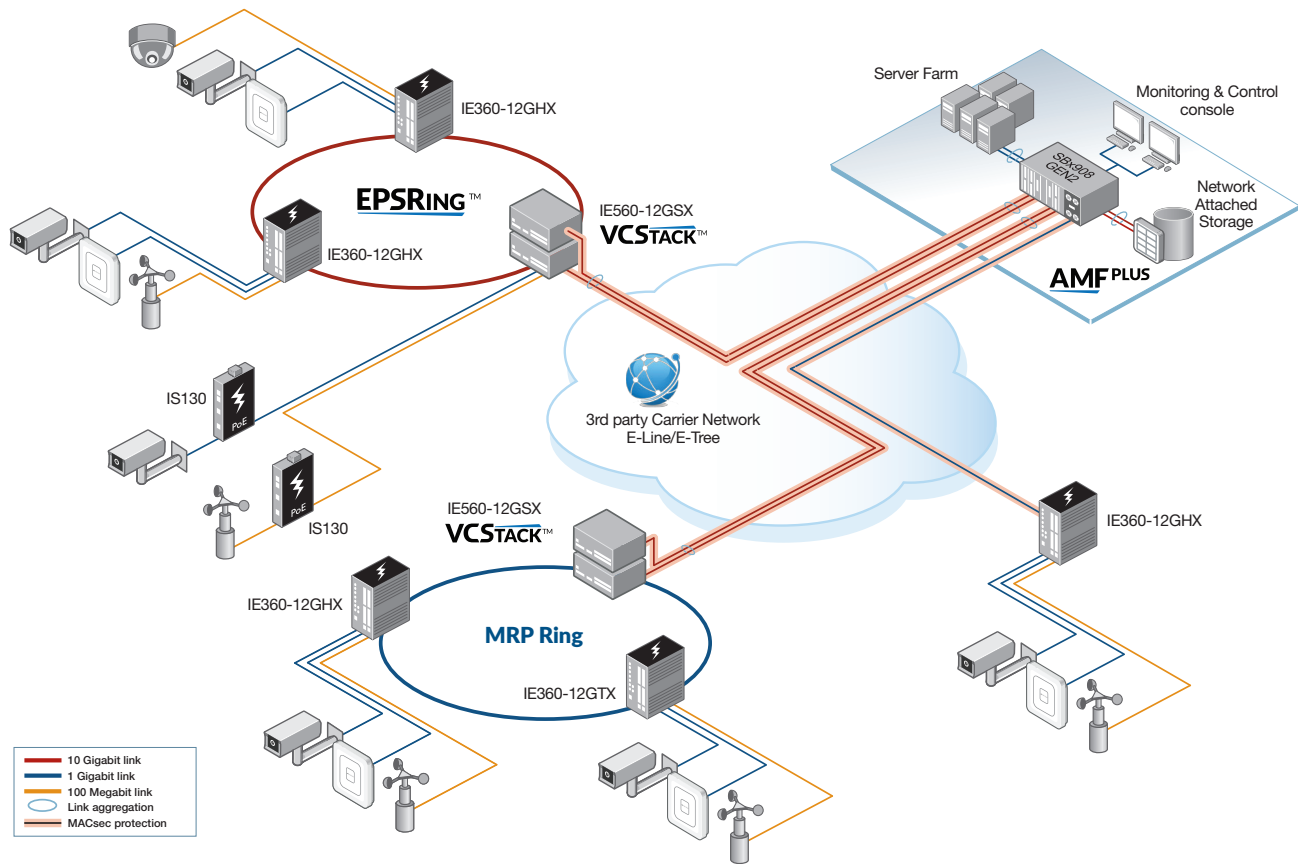 IE360-12GHX
EPSRING™
IE360-12GHX
IE560-12GSX
VCSTACK™
Server Farm
Monitoring & Control
console
SBx908
GEN2
Network
Attached
Storage
AMF PLUS
IS130
PoE
PoE
IS130
3rd party Carrier Network
E-Line/E-Tree
IE560-12GSX
VCSTACK™
IE360-12GHX
IE360-12GHX
MRP Ring
IE360-12GTX
10 Gigabit link
1 Gigabit link
100 Megabit link
Link aggregation
MACsec protection